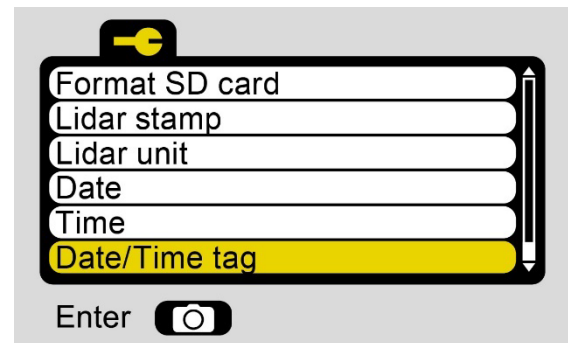 Format SD card
Lidar stamp
Lidar unit
Date
Time
Date/Time tag
Enter